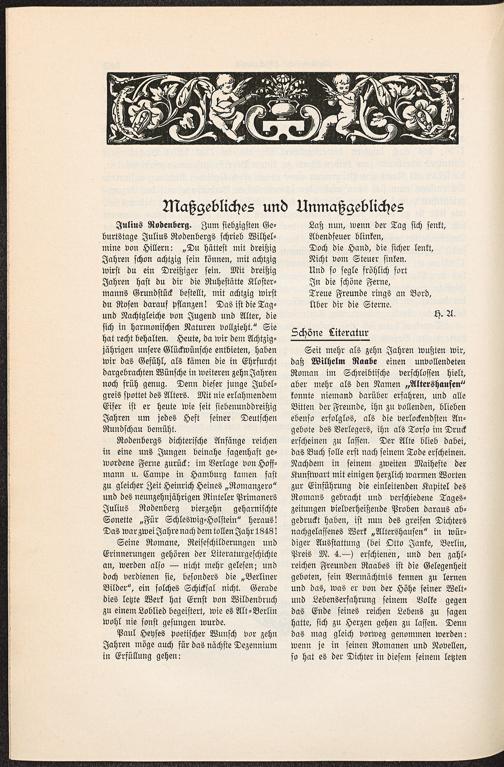 Maßgebliches und Unmaßgebliches
Julius Rodenberg. Zum siebzigsten Ge-
burtstage Julius Rodenbergs schrieb Wilhel-
mine von Hillern: „Du hättest mit dreißig
Jahren schon achtzig sein können, mit achtzig
wirst du ein Dreißiger sein. Mit dreißig
Jahren hast du dir die Ruhestätte Kloster-
manns Grundstück bestellt, mit achtzig wirst
du Rosen darauf pflanzen! Das ist die Tag-
und Nachtgleiche von Jugend und Alter, die
sich in harmonischen Naturen vollzieht.“ Sie
hat recht behalten. Heute, da wir dem Achtzig-
jährigen unsere Glückwünsche entbieten, haben
wir das Gefühl, als kämen die in Ehrfurcht
dargebrachten Wünsche in weiteren zehn Jahren
noch früh genug. Denn dieser junge Jubel-
greis spottet des Alters. Mit nie erlahmendem
Eifer ist er heute wie seit siebenunddreißig
Jahren um jedes Heft seiner Deutschen
Rundschau bemüht.
Rodenbergs dichterische Anfänge reichen
in eine uns Jungen beinahe sagenhaft ge-
wordene Ferne zurück: im Verlage von Hoff-
mann u. Campe in Hamburg kamen fast
zu gleicher Zeit Heinrich Heines „Romanzero“
und des neunzehnjährigen Rinteler Primaners
Julius Rodenberg vierzehn geharnischte
Sonette „Für Schleswig-Holstein“ heraus!
Das war zwei Jahre nach dem tollen Jahr 1848!
Seine Romane, Reiseschilderungen und
Erinnerungen gehören der Literaturgeschichte
an, werden also — nicht mehr gelesen; und
doch verdienen sie, besonders die „Berliner
Bilder“, ein solches Schicksal nicht. Gerade
dies letzte Werk hat Ernst von Wildenbruch
zu einem Loblied begeistert, wie es Alt-Berlin
wohl nie sonst gesungen wurde.
Paul Heyses poetischer Wunsch vor zehn
Jahren möge auch für das nächste Dezennium
in Erfüllung gehen:
Laß nun, wenn der Tag sich senkt,
Abendfeuer blinken,
Doch die Hand, die sicher lenkt,
Nicht vom Steuer sinken.
Und so segle fröhlich fort
In die schöne Ferne,
Treue Freunde rings an Bord,
Über dir die Sterne.
H. A.
Schöne Literatur
Seit mehr als zehn Jahren wußten wir,
daß Wilhelm Raabe einen unvollendeten
Roman im Schreibtische verschlossen hielt,
aber mehr als den Namen „Altershausen“
konnte niemand darüber erfahren, und alle
Bitten der Freunde, ihn zu vollenden, blieben
ebenso erfolglos, als die verlockendsten An-
gebote des Verlegers, ihn als Torso im Druck
erscheinen zu lassen. Der Alte blieb dabei,
das Buch solle erst nach seinem Tode erscheinen.
Nachdem in seinem zweiten Maihefte der
Kunstwart mit einigen herzlich warmen Worten
zur Einführung die einleitenden Kapitel des
Romans gebracht und verschiedene Tages-
zeitungen vielverheißende Proben daraus ab-
gedruckt haben, ist nun des greisen Dichters
nachgelassenes Werk „Altershausen“ in wür-
diger Ausstattung (bei Otto Janke, Berlin,
Preis M. 4.—) erschienen, und den zahl-
reichen Freunden Raabes ist die Gelegenheit
geboten, sein Vermächtnis kennen zu lernen
und das, was er von der Höhe seiner Welt-
und Lebenserfahrung seinem Volke gegen
das Ende seines reichen Lebens zu sagen
hatte, sich zu Herzen gehen zu lassen. Denn
das mag gleich vorweg genommen werden:
wenn je in seinen Romanen und Novellen,
so hat es der Dichter in diesem seinem letzten